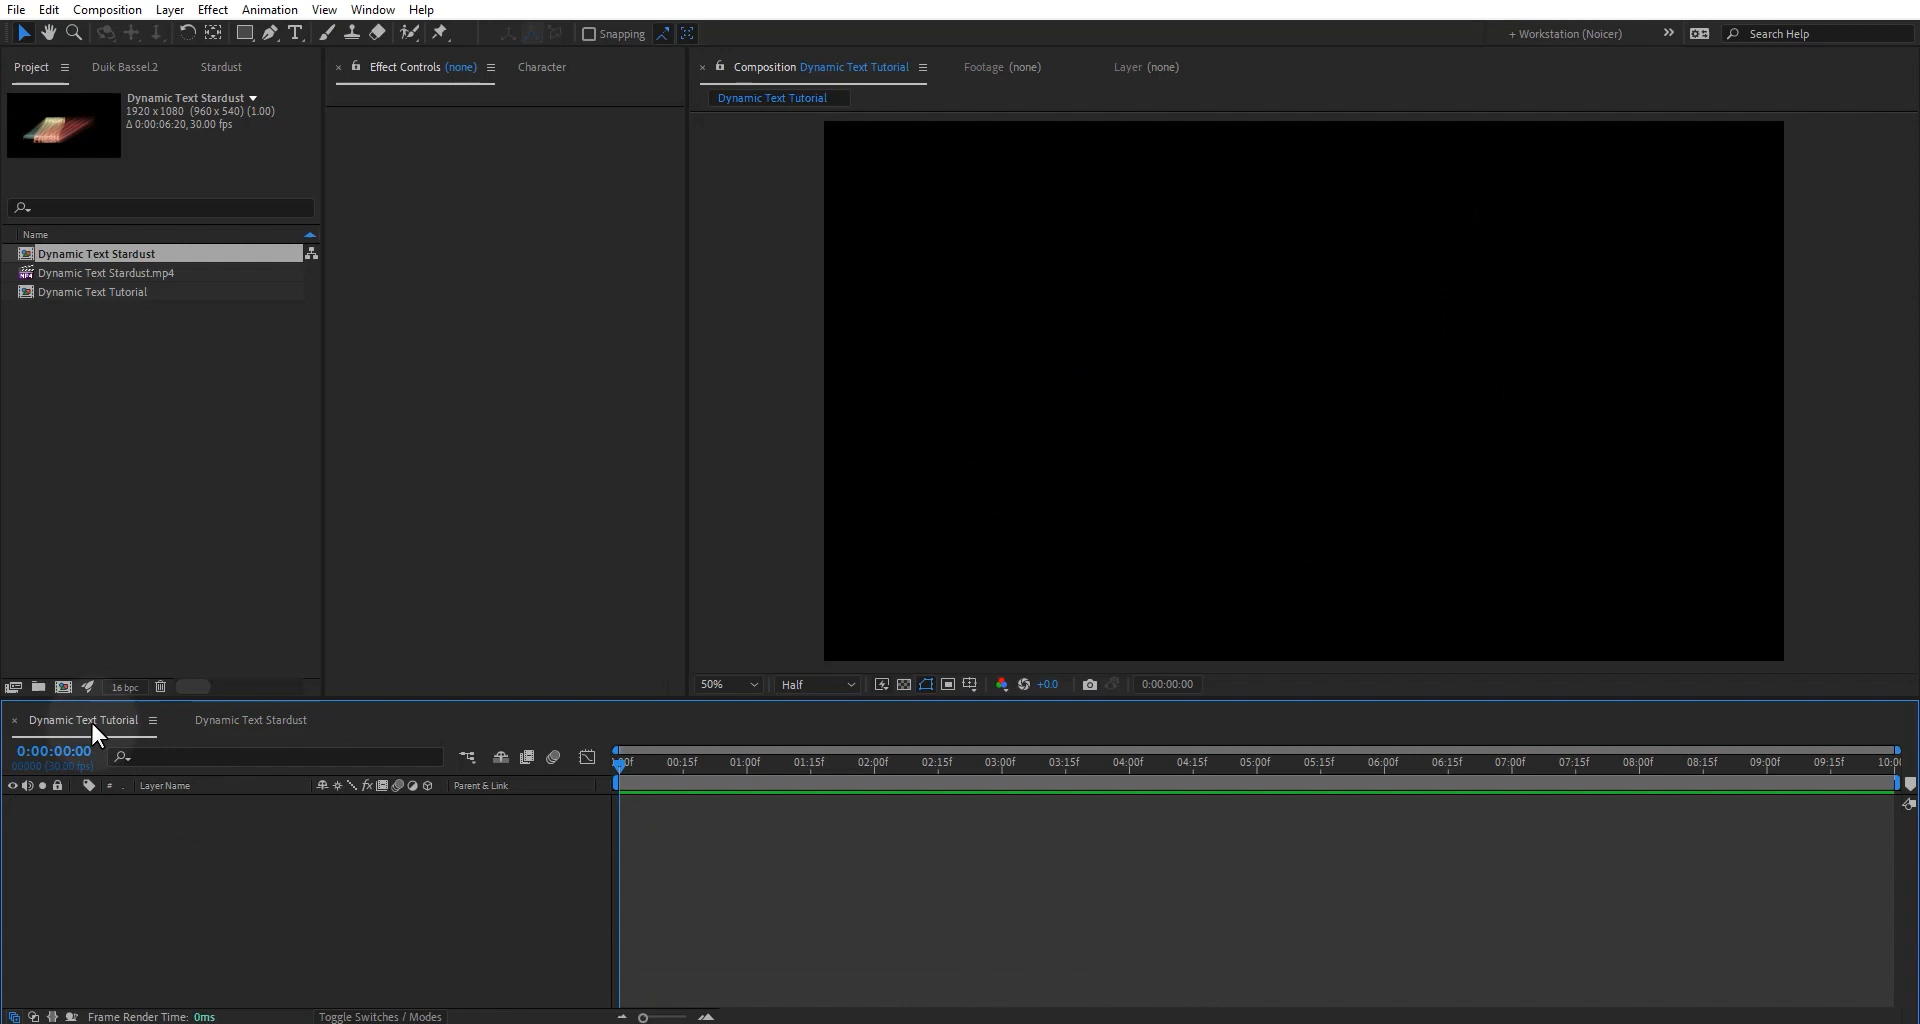 File Edit Composition Layer Effect Animation View Window Help
Snapping
+ Workstation (Noicer)
Search Help
Project Duik Bassel.2 Stardust
Effect Controls (none) Character
Composition Dynamic Text Tutorial Footage (none) Layer (none)
Dynamic Text Tutorial
Dynamic Text Stardust
1920 x 1080 (960 x 540) (1.00)
Δ 0:00:06:20, 30.00 fps
Name
Dynamic Text Stardust
Dynamic Text Stardust.mp4
Dynamic Text Tutorial
16 bpc
50% Half +0.0 0:00:00:00
Dynamic Text Tutorial Dynamic Text Stardust
0:00:00:00
00000 (30.00 fps)
00:15f 01:00f 01:15f 02:00f 02:15f 03:00f 03:15f 04:00f 04:15f 05:00f 05:15f 06:00f 06:15f 07:00f 07:15f 08:00f 08:15f 09:00f 09:15f
# . Layer Name fx Parent & Link
Frame Render Time: 0ms Toggle Switches / Modes